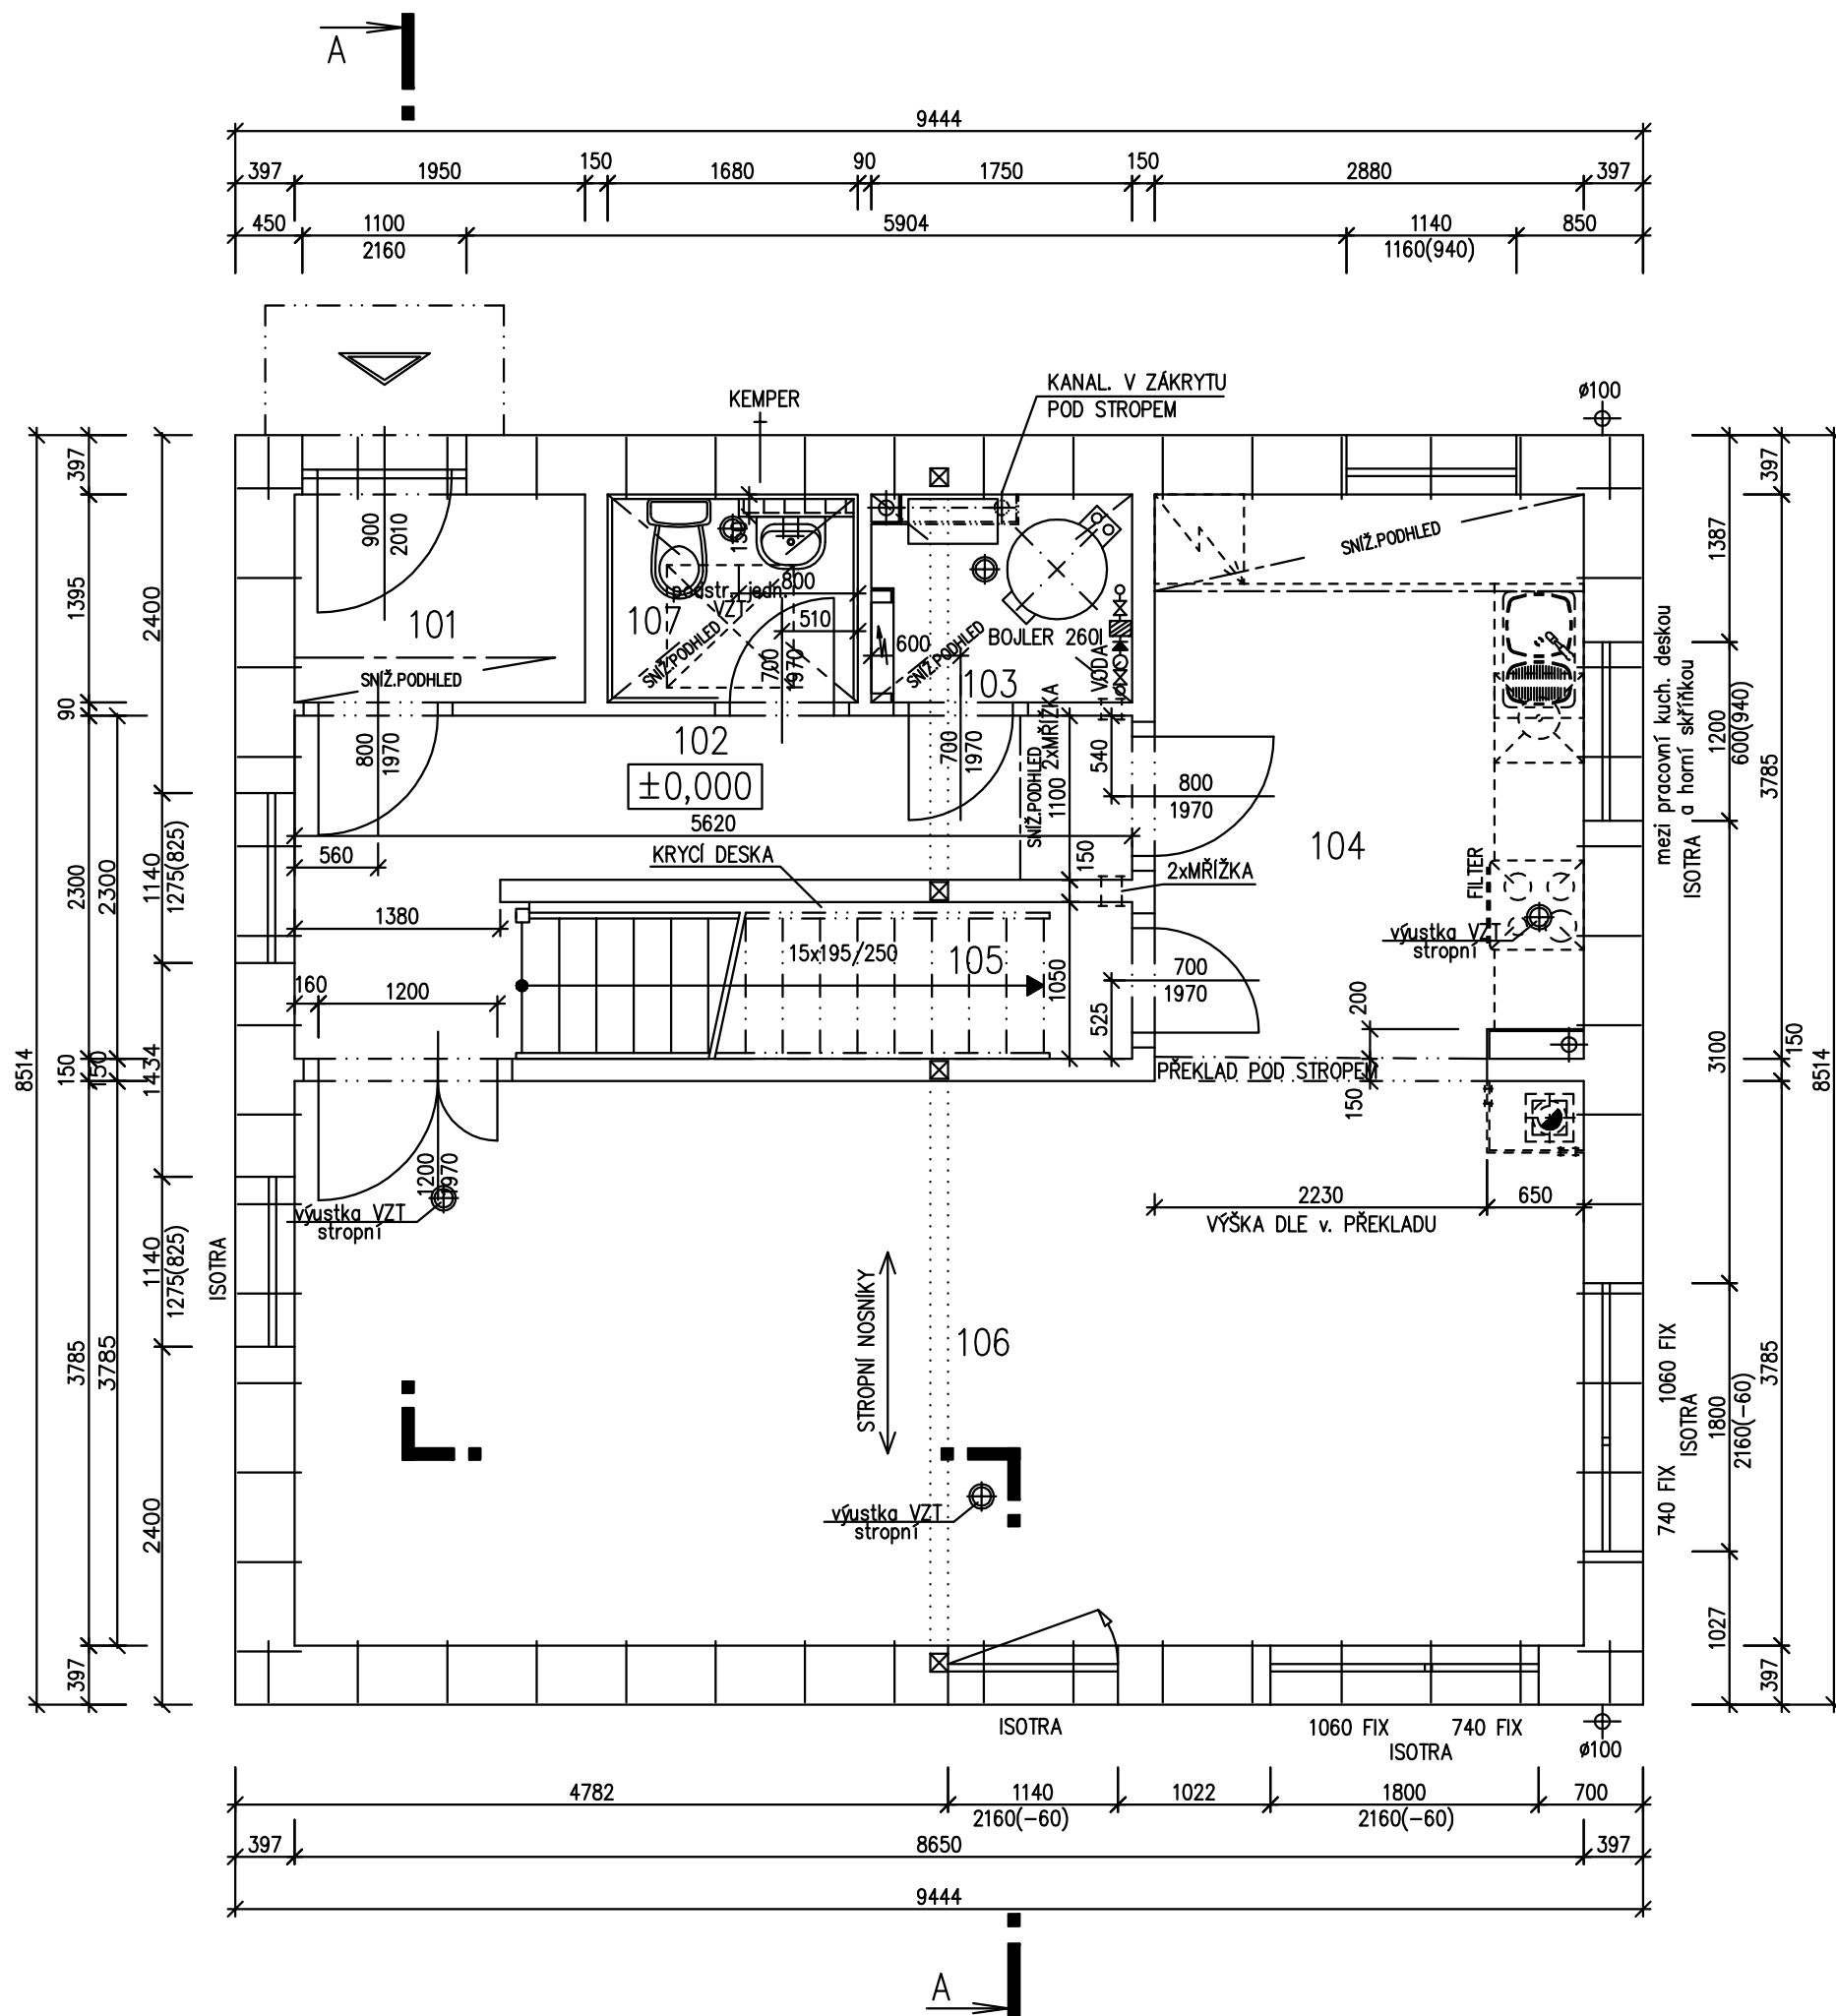 A
9444
397 1950 150 1680 90 1750 150 2880 397
450 1100 5904 1140 850
2160 1160(940)
KANAL. V ZÁKRYTU
POD STROPEM
KEMPER
ø100
397
1395
90
2300
150
3785
397
8514
2300
150
3785
2400
1140
1275(825)
1434
1140
1275(825)
2400
ISOTRA
900
2010
101
SNÍŽ.PODHLED
107
podstr. jedn.
VZT
800
510
SNÍŽ.PODHLED
700
1970
600
BOJLER 260l
SNÍŽ.PODHLED
103
VODA
SNÍŽ.PODHLED
102
±0,000
800
1970
700
1970
SNÍŽ.PODHLED
2xMŘÍŽKA
1100
540
800
1970
104
5620
560
KRYCÍ DESKA
150
2xMŘÍŽKA
1380
15x195/250
105
1050
700
1970
525
160 1200
FILTER
výustka VZT
stropní
200
PŘEKLAD POD STROPEM
150
1200
1970
výustka VZT
stropní
2230 650
VÝŠKA DLE v. PŘEKLADU
STROPNÍ NOSNÍKY
106
výustka VZT
stropní
mezi pracovní kuch. deskou
a horní skříňkou
ISOTRA
1387
1200
600(940)
3100
1800
2160(-60)
1027
397
3785
150
3785
397
8514
1060 FIX
740 FIX
ISOTRA
ISOTRA
1060 FIX 740 FIX
ISOTRA
ø100
4782 1140 1022 1800 700
2160(-60) 2160(-60)
397 8650 397
9444
A